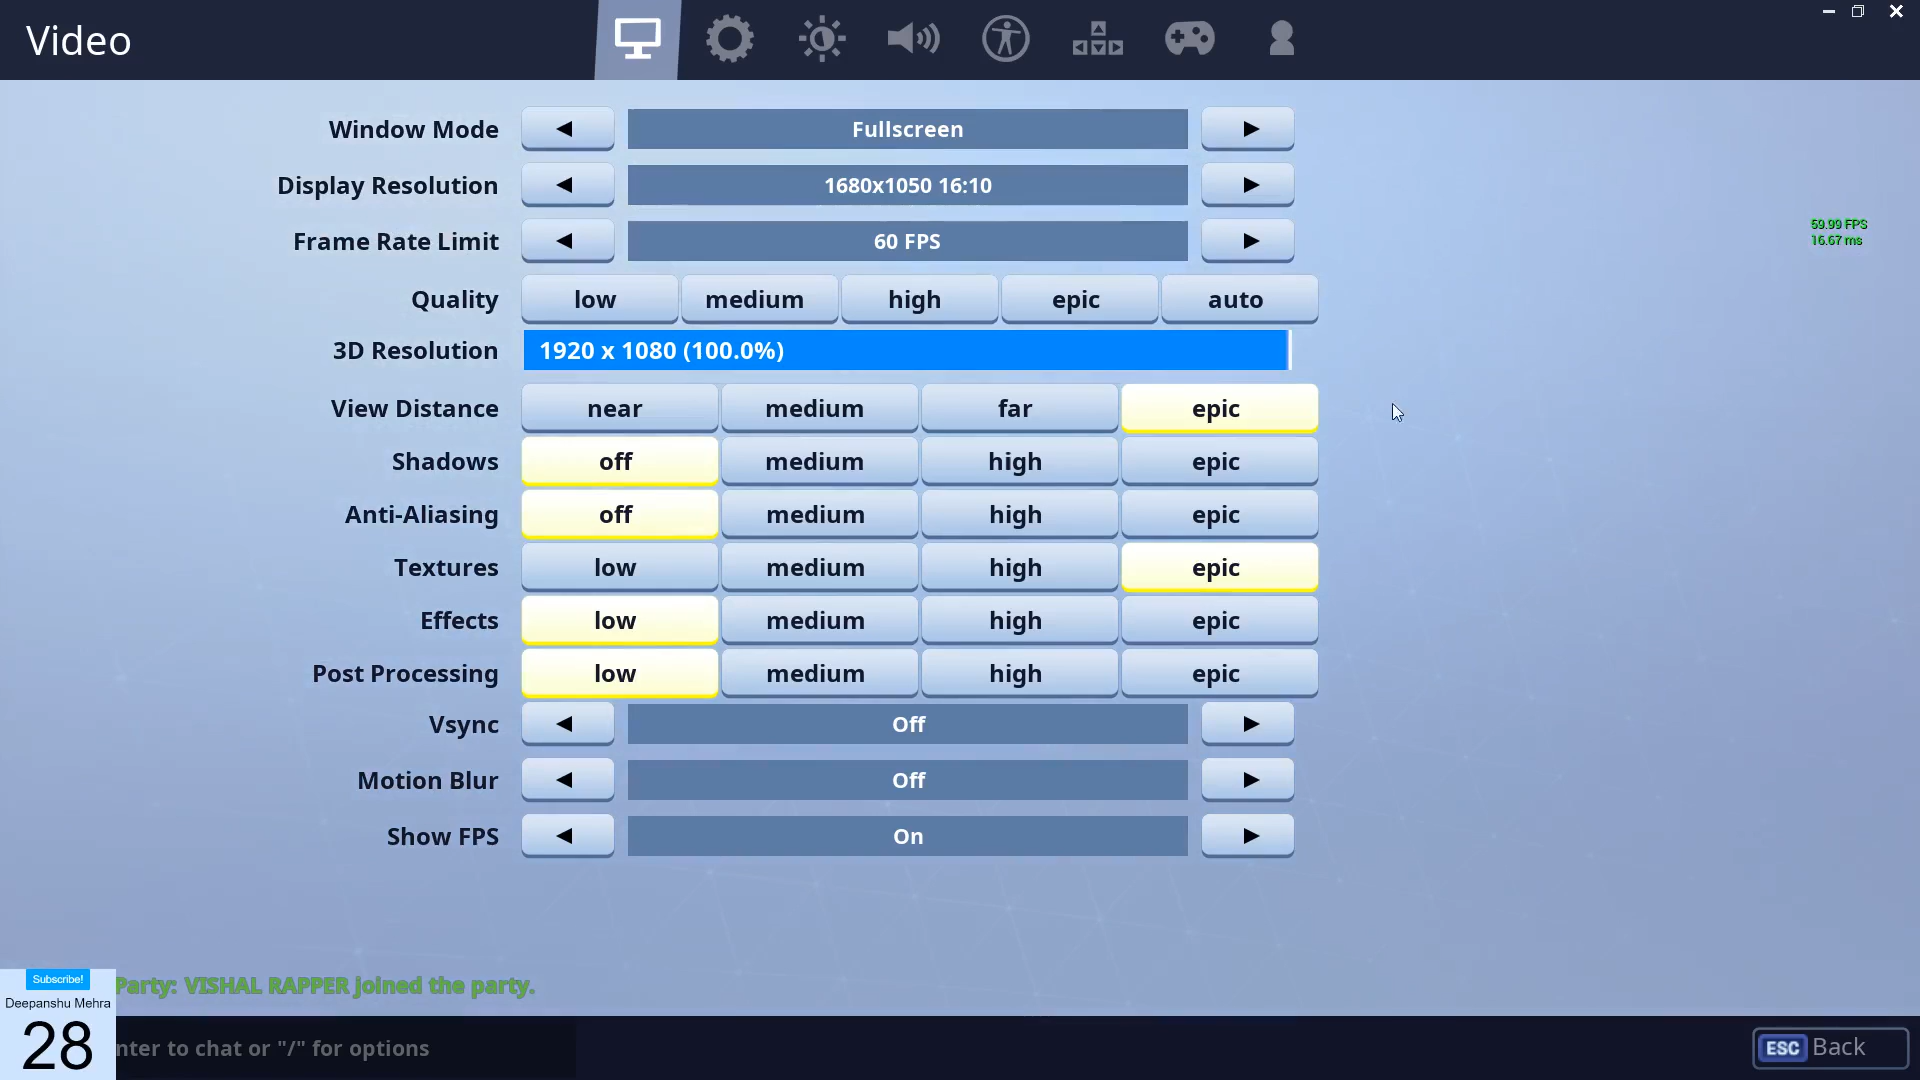 Video
Window Mode Fullscreen
Display Resolution 1680x1050 16:10
Frame Rate Limit 60 FPS
59.99 FPS
16.67 ms
Quality low medium high epic auto
3D Resolution 1920 x 1080 (100.0%)
View Distance near medium far epic
Shadows off medium high epic
Anti-Aliasing off medium high epic
Textures low medium high epic
Effects low medium high epic
Post Processing low medium high epic
Vsync Off
Motion Blur Off
Show FPS On
Subscribe!
Party: VISHAL RAPPER joined the party.
Deepanshu Mehra
28
nter to chat or "/" for options
ESC Back